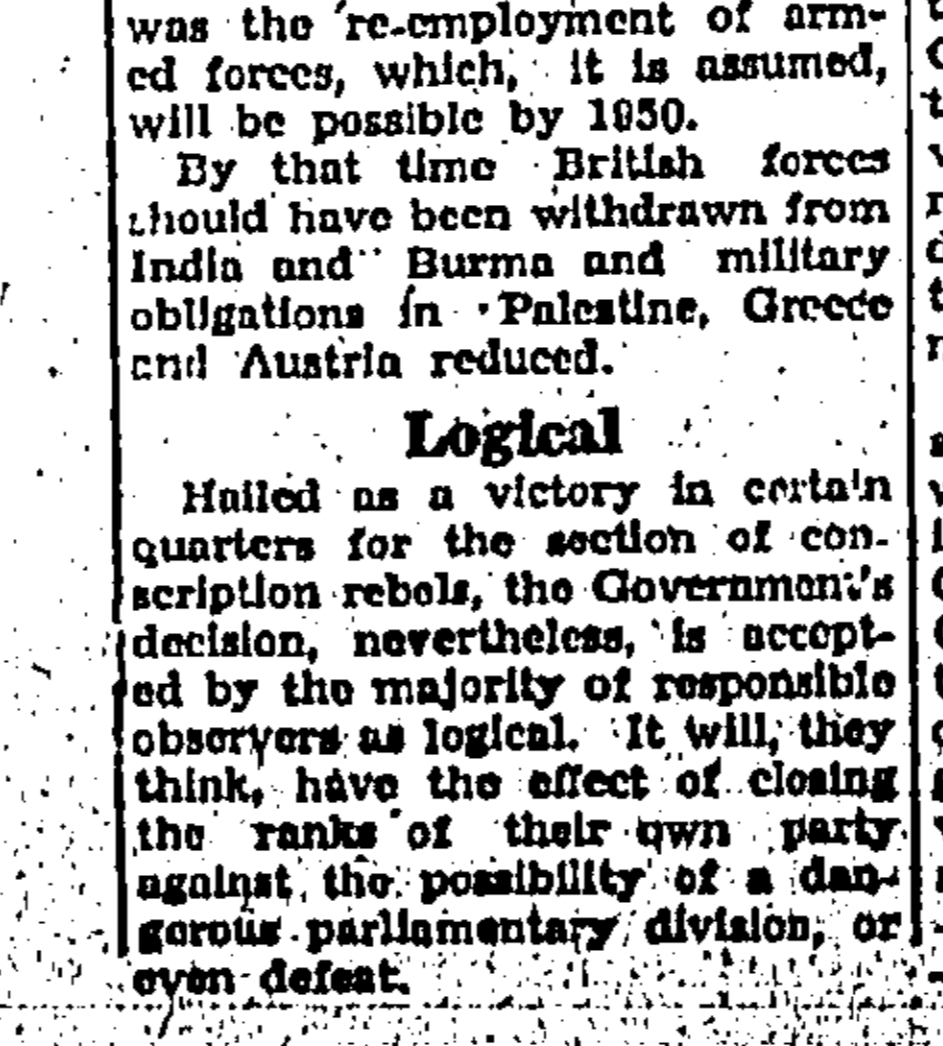 was the re-employment of arm-
ed forces, which, it is assumed,
will be possible by 1950.
By that time British forces
should have been withdrawn from
India and Burma and military
obligations in Palestine, Greece
and Austria reduced.
Logical
Hailed as a victory in certain
quarters for the section of con-
scription rebels, the Government's
decision, nevertheless, is accept-
ed by the majority of responsible
observers as logical. It will, they
think, have the effect of closing
the ranks of their own party
against the possibility of a dan-
gerous parliamentary division, or
even defeat.